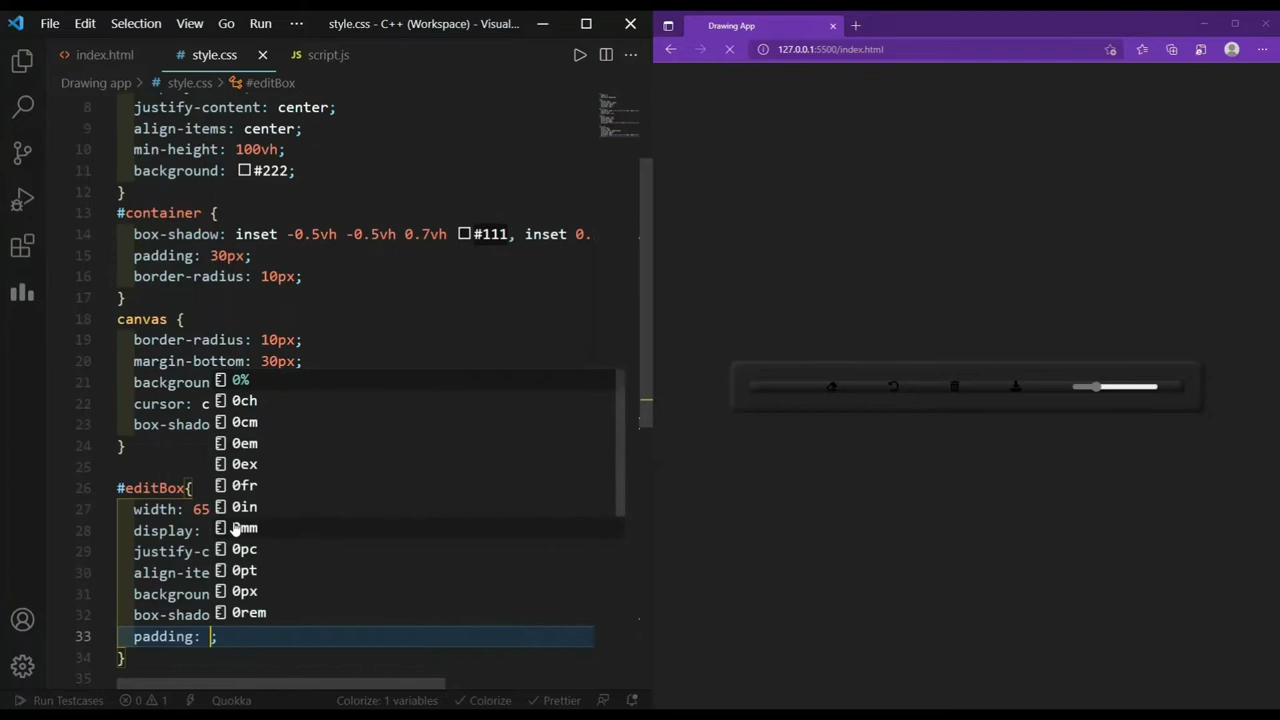 File Edit Selection View Go Run ··· style.css - C++ (Workspace) - Visual...
Drawing App
index.html # style.css JS script.js
127.0.0.1:5500/index.html
Drawing app > # style.css > #editBox
8 justify-content: center;
9 align-items: center;
10 min-height: 100vh;
11 background: #222;
12 }
13 #container {
14 box-shadow: inset -0.5vh -0.5vh 0.7vh #111, inset 0.
15 padding: 30px;
16 border-radius: 10px;
17 }
18 canvas {
19 border-radius: 10px;
20 margin-bottom: 30px;
21 backgroun
22 cursor: c
23 box-shado
24 }
25
26 #editBox{
27 width: 65
28 display:
29 justify-c
30 align-ite
31 backgroun
32 box-shado
33 padding: ;
34 }
35
0%
0ch
0cm
0em
0ex
0fr
0in
0mm
0pc
0pt
0px
0rem
Run Testcases 0 1 Quokka Colorize: 1 variables Colorize Prettier